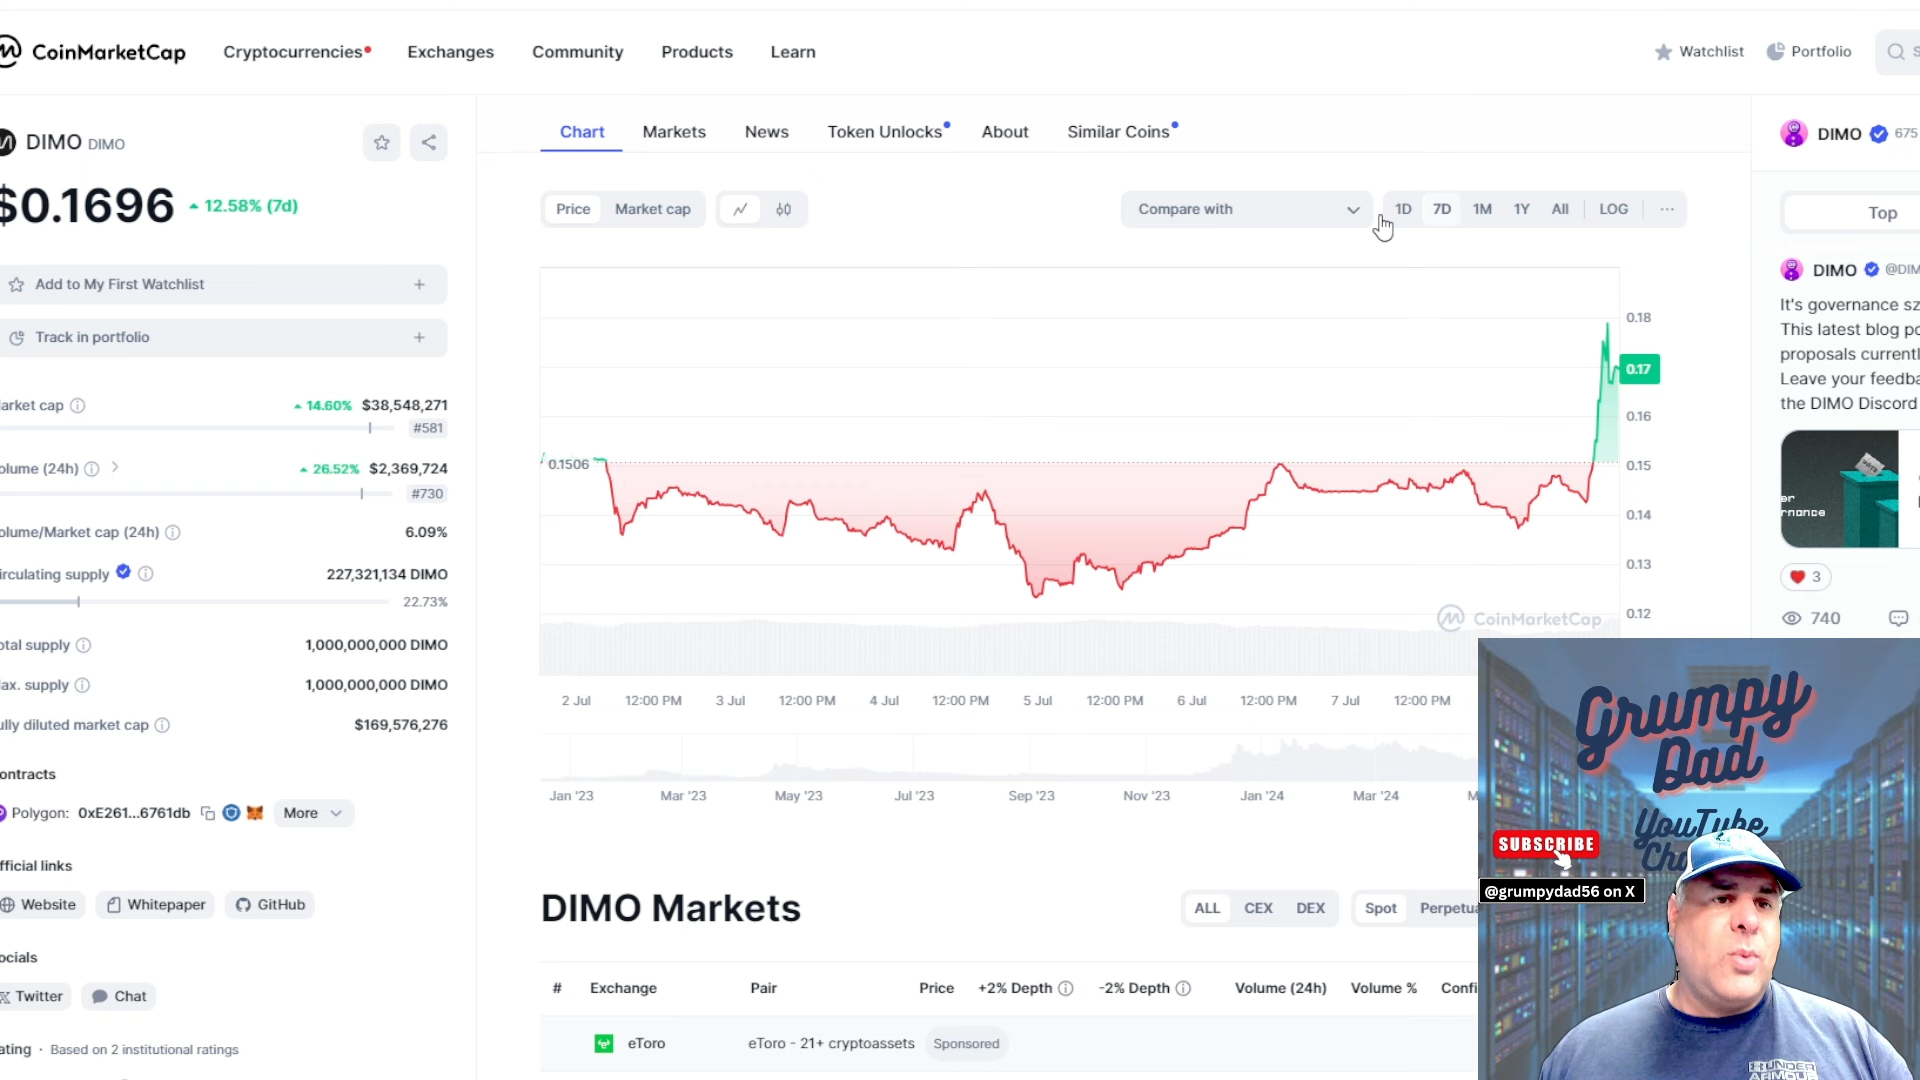 CoinMarketCap Cryptocurrencies Exchanges Community Products Learn Watchlist Portfolio
DIMO DIMO
$0.1696 12.58% (7d)
Add to My First Watchlist +
Track in portfolio +
arket cap 14.60% $38,548,271
#581
olume (24h) 26.52% $2,369,724
#730
olume/Market cap (24h) 6.09%
irculating supply 227,321,134 DIMO
22.73%
otal supply 1,000,000,000 DIMO
ax. supply 1,000,000,000 DIMO
ully diluted market cap $169,576,276
ontracts
Polygon: 0xE261...6761db More
fficial links
Website Whitepaper GitHub
ocials
Twitter Chat
ating · Based on 2 institutional ratings
Chart Markets News Token Unlocks About Similar Coins
Price Market cap Compare with 1D 7D 1M 1Y All LOG ...
0.18
0.17
0.16
0.1506
0.15
0.14
0.13
0.12
CoinMarketCap
2 Jul 12:00 PM 3 Jul 12:00 PM 4 Jul 12:00 PM 5 Jul 12:00 PM 6 Jul 12:00 PM 7 Jul 12:00 PM
Jan '23 Mar '23 May '23 Jul '23 Sep '23 Nov '23 Jan '24 Mar '24 M
DIMO Markets ALL CEX DEX Spot Perpetua
# Exchange Pair Price +2% Depth -2% Depth Volume (24h) Volume % Confi
eToro eToro - 21+ cryptoassets Sponsored
DIMO 675
Top
DIMO @DIM
It's governance sz
This latest blog po
proposals currentl
Leave your feedba
the DIMO Discord
er
rnance
3
740
Grumpy
Dad
YouTube
Cha
SUBSCRIBE
@grumpydad56 on X
UNDER
ARMOUR